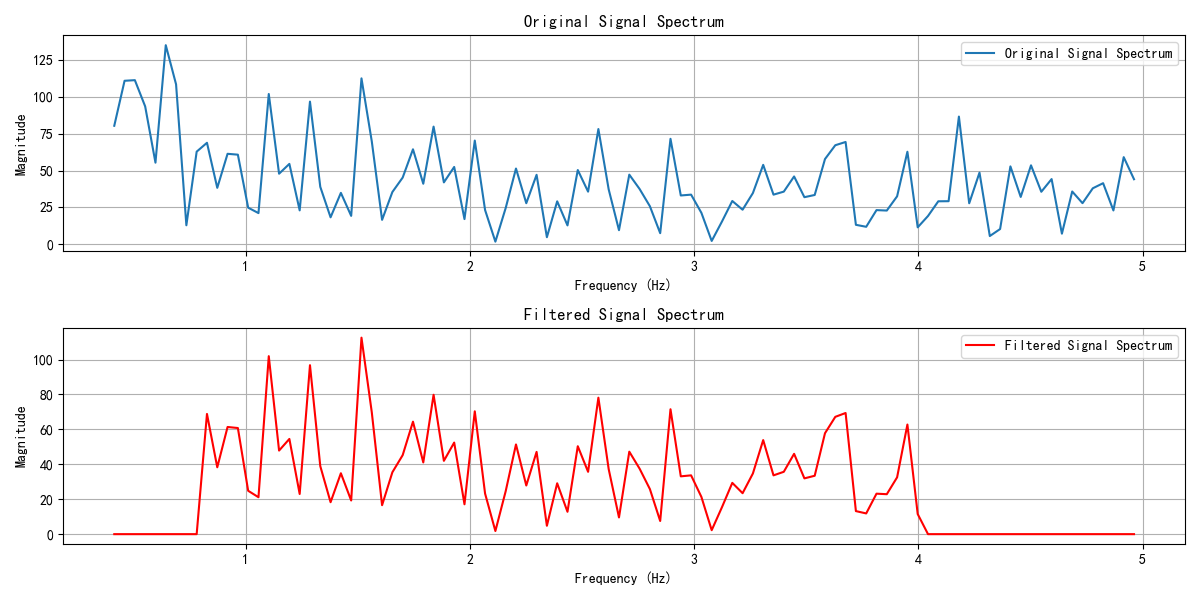 Original Signal Spectrum
Original Signal Spectrum
125
100
75
50
25
0
Magnitude
1 2 3 4 5
Frequency (Hz)
Filtered Signal Spectrum
Filtered Signal Spectrum
100
80
60
40
20
0
Magnitude
1 2 3 4 5
Frequency (Hz)